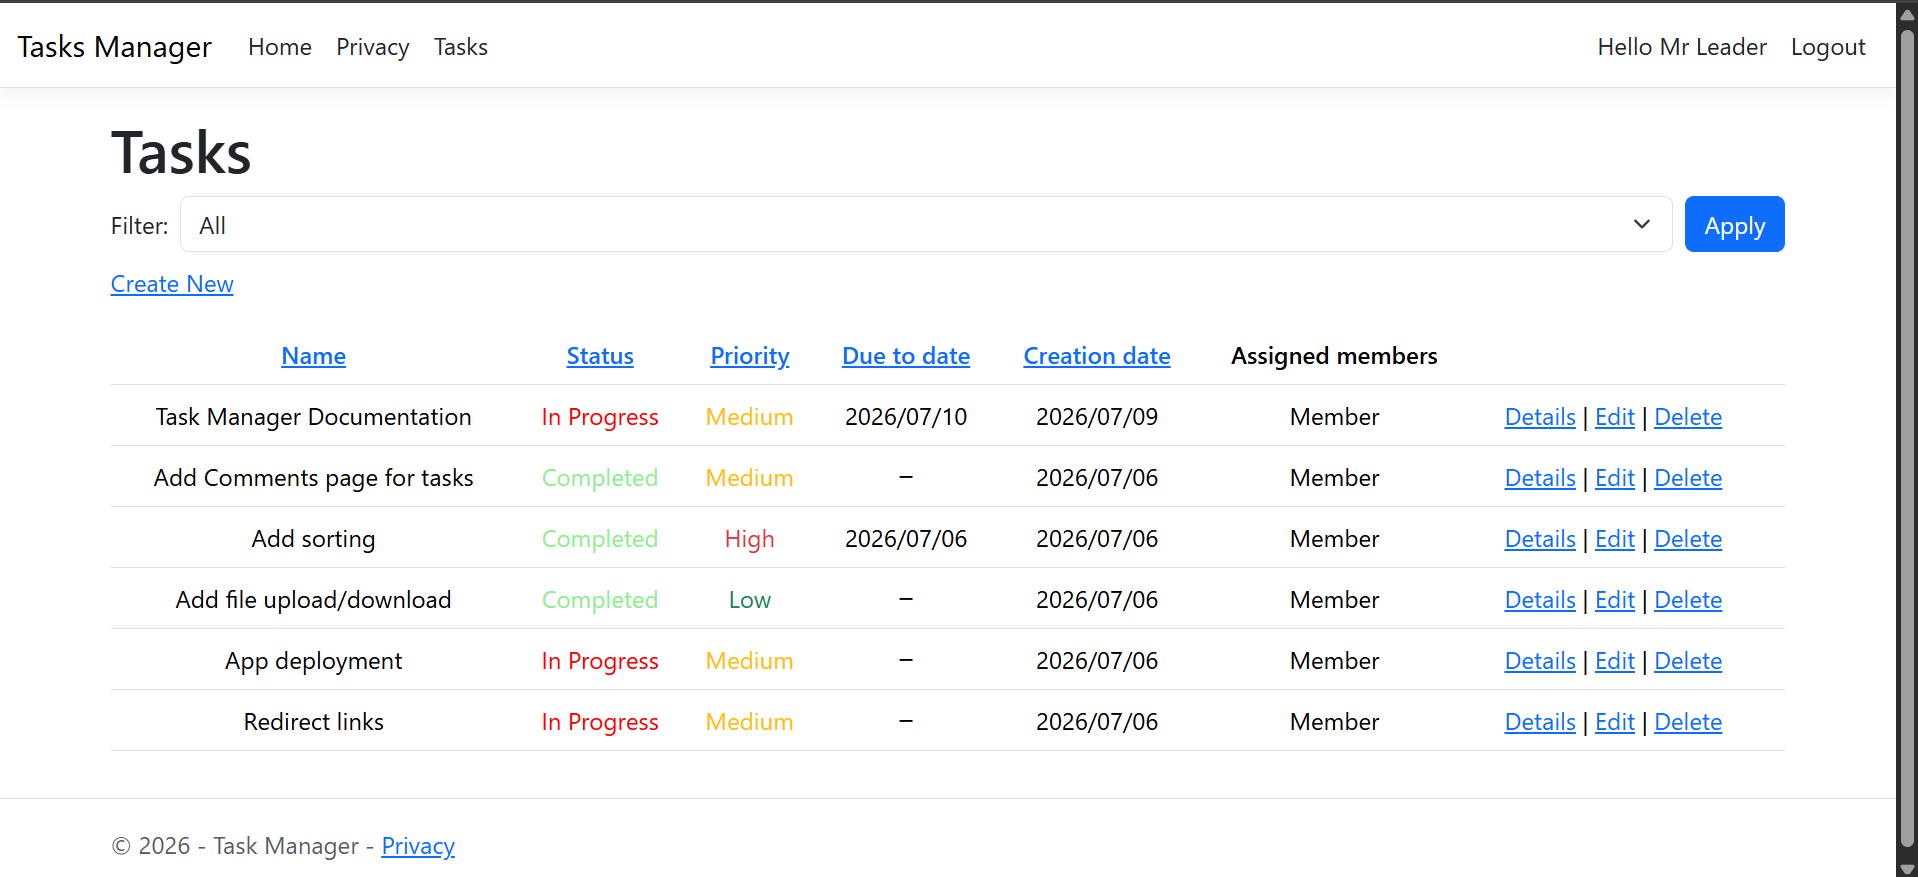 Tasks Manager Home Privacy Tasks Hello Mr Leader Logout
Tasks
Filter: All Apply
Create New
Name Status Priority Due to date Creation date Assigned members
Task Manager Documentation In Progress Medium 2026/07/10 2026/07/09 Member Details | Edit | Delete
Add Comments page for tasks Completed Medium – 2026/07/06 Member Details | Edit | Delete
Add sorting Completed High 2026/07/06 2026/07/06 Member Details | Edit | Delete
Add file upload/download Completed Low – 2026/07/06 Member Details | Edit | Delete
App deployment In Progress Medium – 2026/07/06 Member Details | Edit | Delete
Redirect links In Progress Medium – 2026/07/06 Member Details | Edit | Delete
© 2026 - Task Manager - Privacy